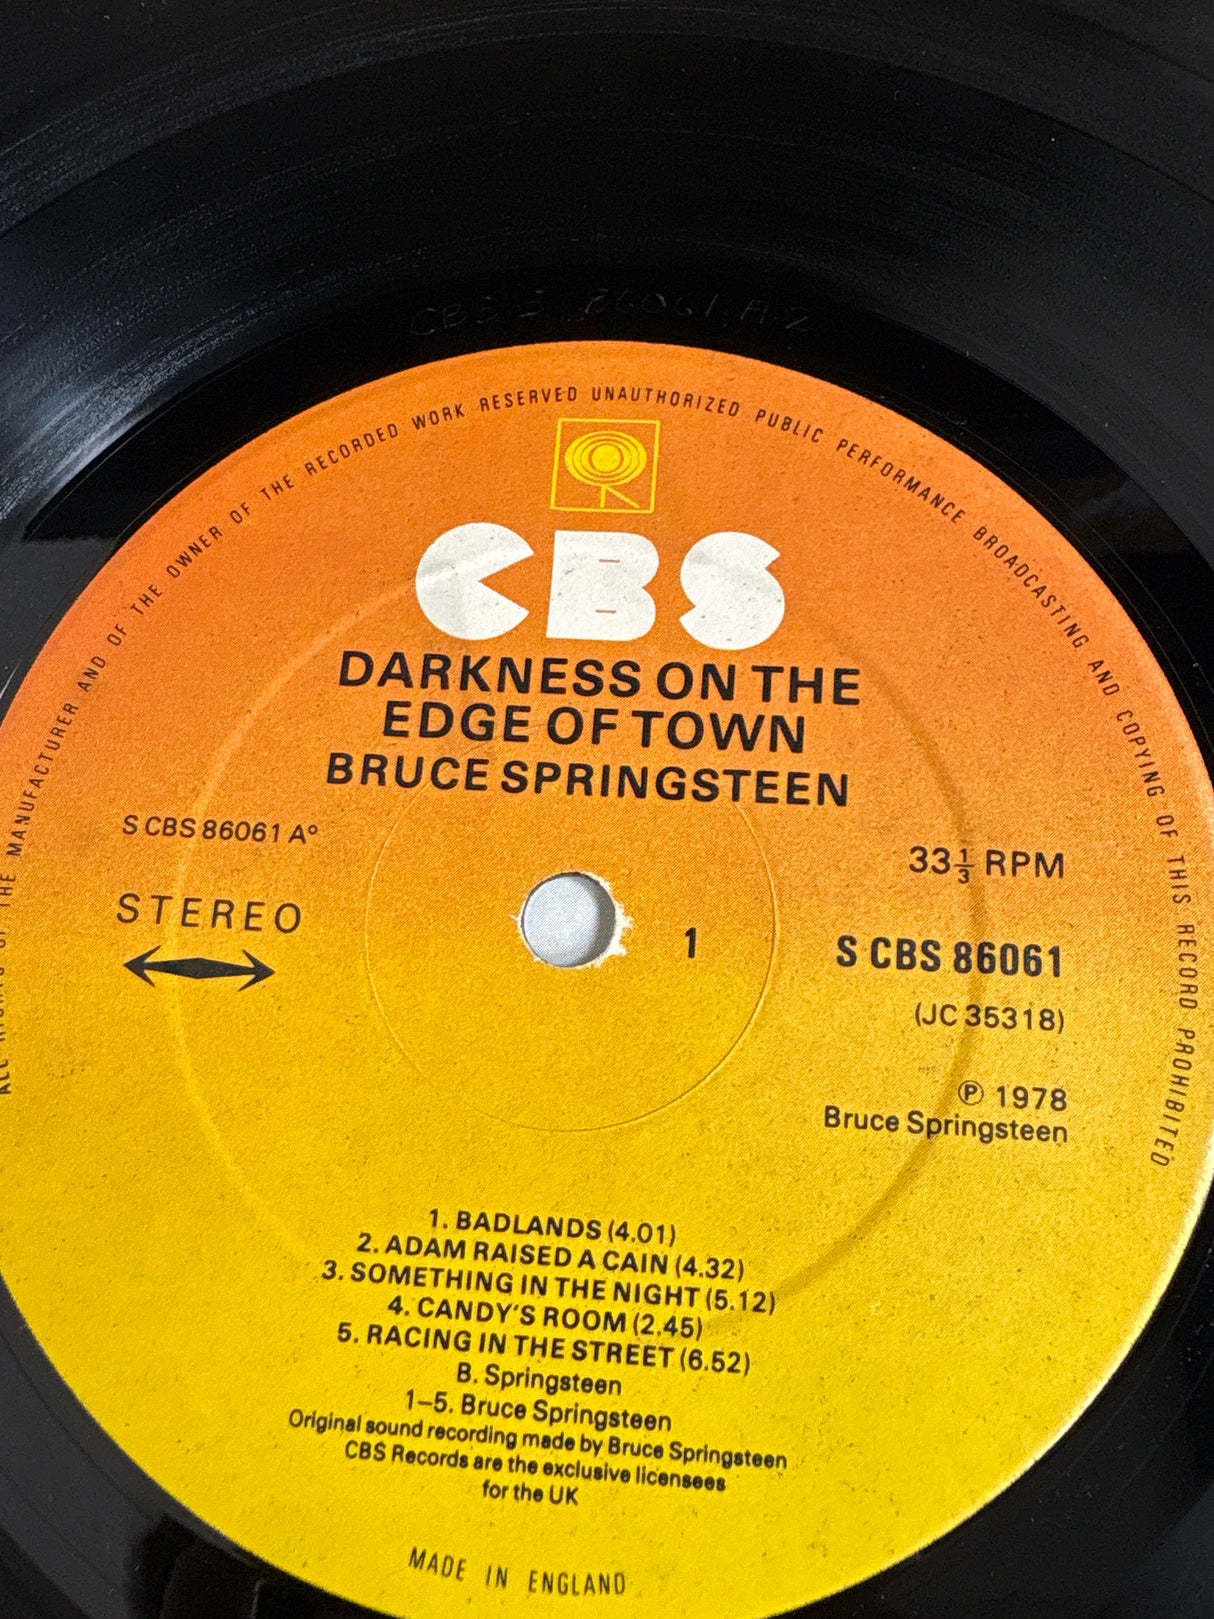 CBS S 86061 A 2
ALL RIGHTS OF THE MANUFACTURER AND OF THE OWNER OF THE RECORDED WORK RESERVED UNAUTHORIZED PUBLIC PERFORMANCE BROADCASTING AND COPYING OF THIS RECORD PROHIBITED
CBS
DARKNESS ON THE
EDGE OF TOWN
BRUCE SPRINGSTEEN
S CBS 86061 A°
STEREO
33⅓ RPM
1
S CBS 86061
(JC 35318)
℗ 1978
Bruce Springsteen
1. BADLANDS (4.01)
2. ADAM RAISED A CAIN (4.32)
3. SOMETHING IN THE NIGHT (5.12)
4. CANDY'S ROOM (2.45)
5. RACING IN THE STREET (6.52)
B. Springsteen
1–5. Bruce Springsteen
Original sound recording made by Bruce Springsteen
CBS Records are the exclusive licensees
for the UK
MADE IN ENGLAND